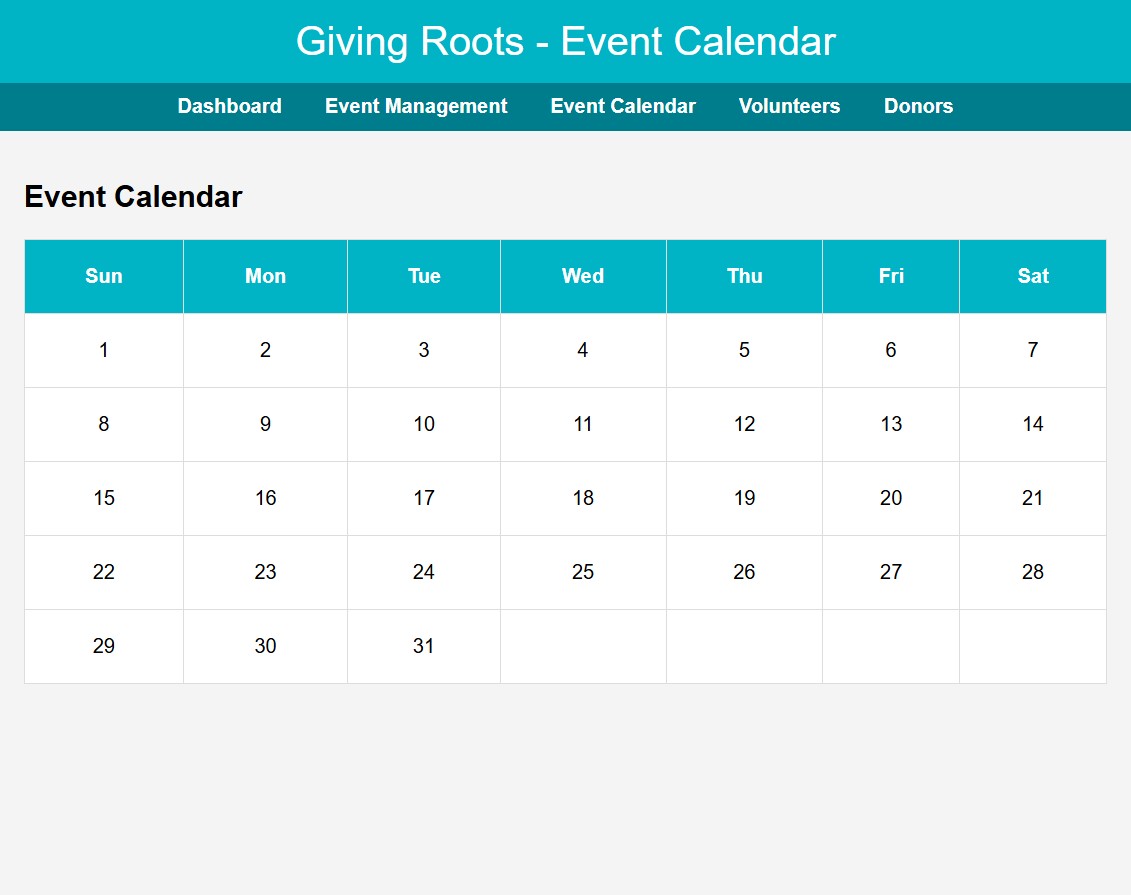 Giving Roots - Event Calendar
Dashboard Event Management Event Calendar Volunteers Donors
Event Calendar
Sun Mon Tue Wed Thu Fri Sat
1 2 3 4 5 6 7
8 9 10 11 12 13 14
15 16 17 18 19 20 21
22 23 24 25 26 27 28
29 30 31